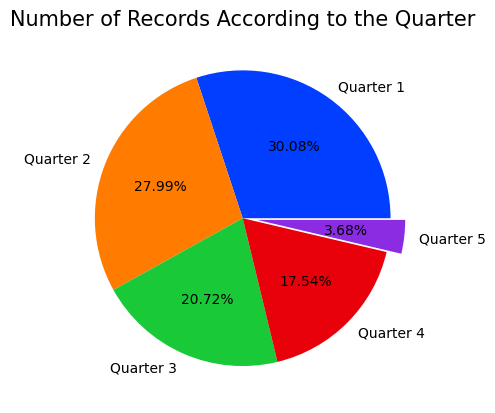 Number of Records According to the Quarter
Quarter 1
30.08%
Quarter 2
27.99%
3.68%
Quarter 5
17.54%
20.72%
Quarter 4
Quarter 3